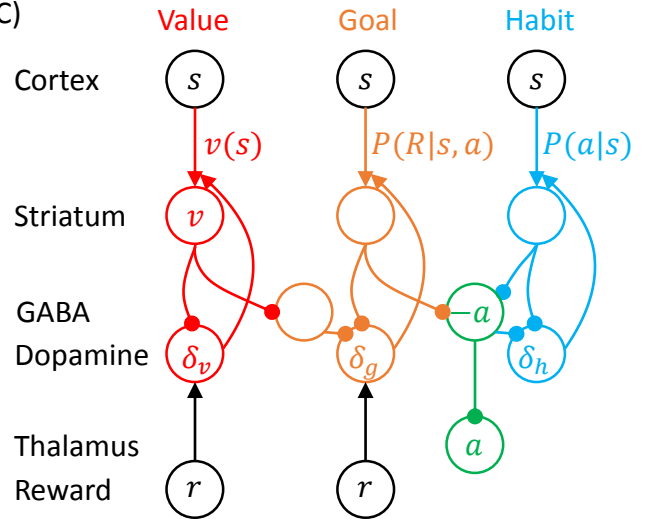 C)
Value Goal Habit
Cortex s s s
v(s) P(R|s, a) P(a|s)
Striatum v
GABA −a
Dopamine δ_v δ_g δ_h
Thalamus a
Reward r r